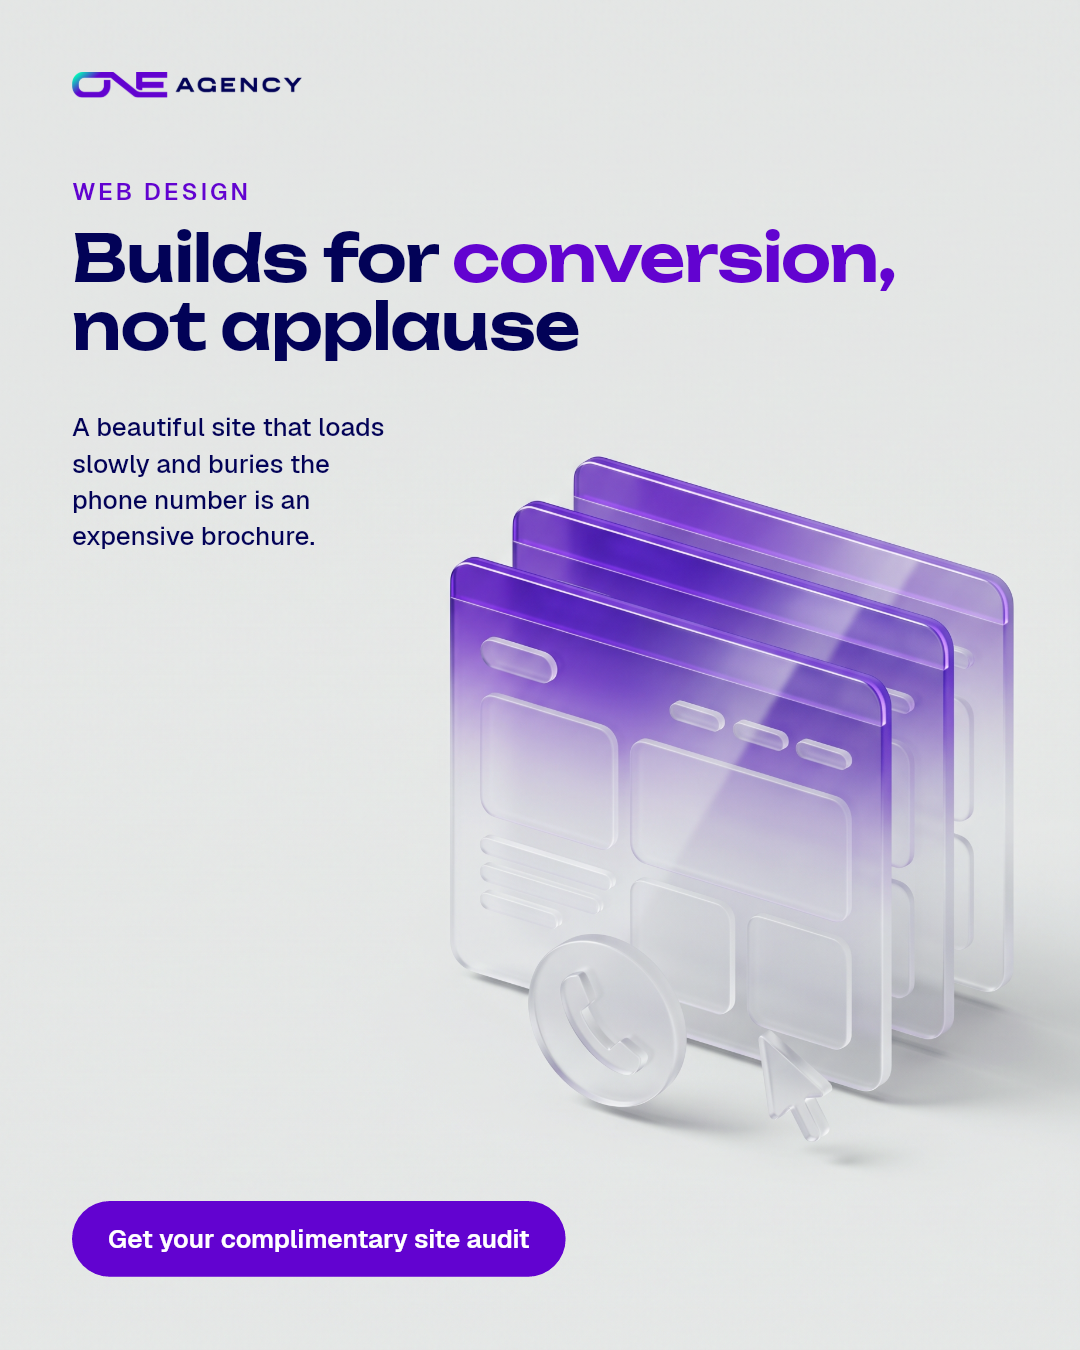 ONE AGENCY
WEB DESIGN
Builds for conversion,
not applause
A beautiful site that loads
slowly and buries the
phone number is an
expensive brochure.
Get your complimentary site audit